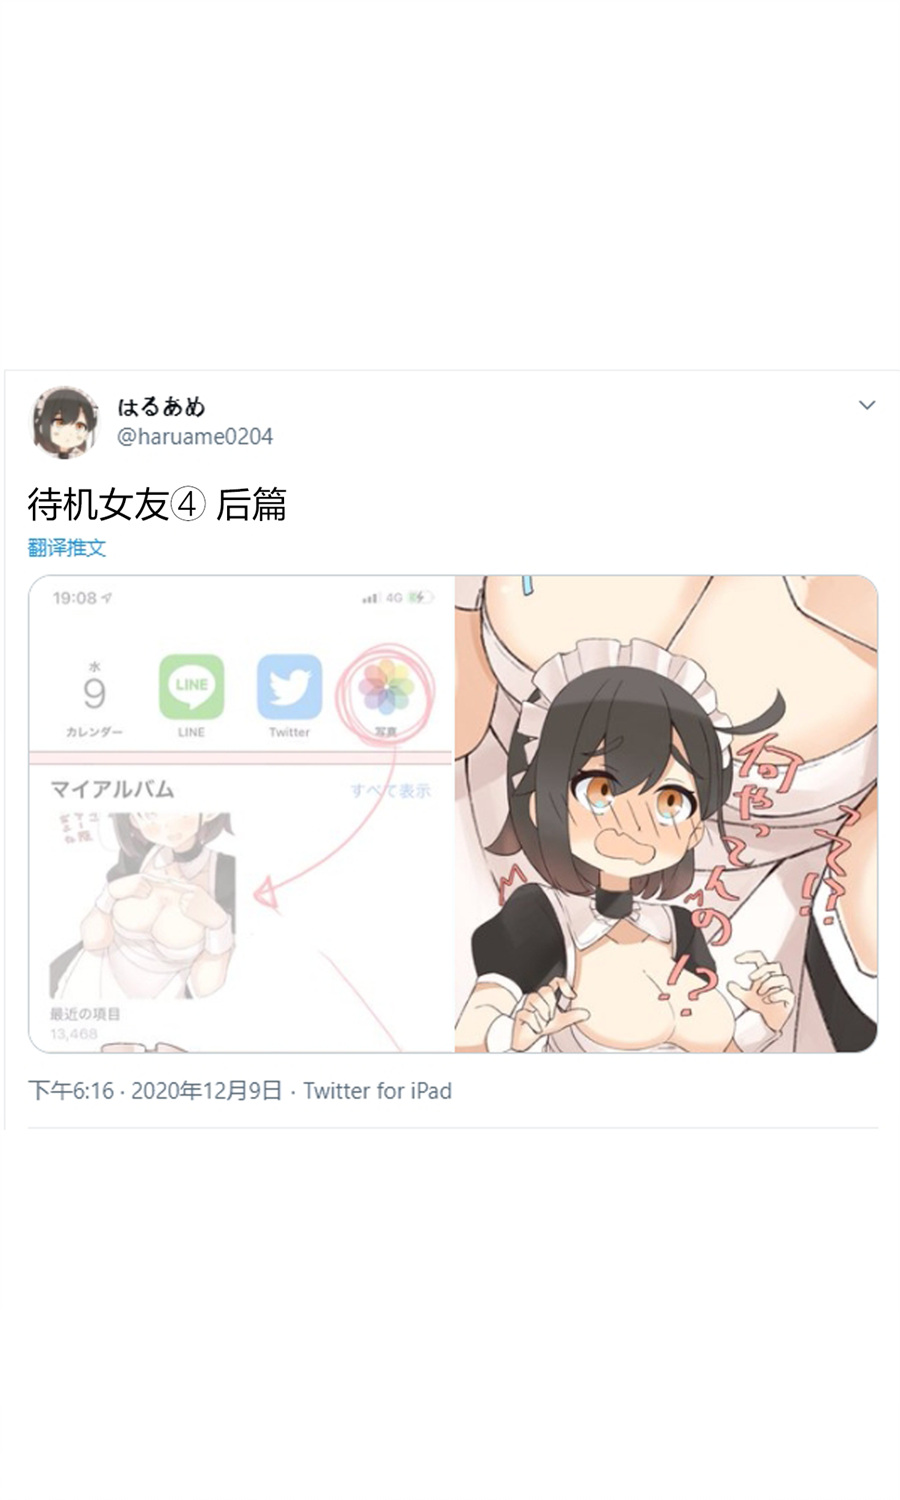 はるあめ
@haruame0204
待机女友④ 后篇
翻译推文
19:08
4G
水
9
カレンダー
LINE
LINE
Twitter
写真
マイアルバム
すべて表示
最近の項目
13,468
何やってんの
!?
っ!?
下午6:16 · 2020年12月9日 · Twitter for iPad